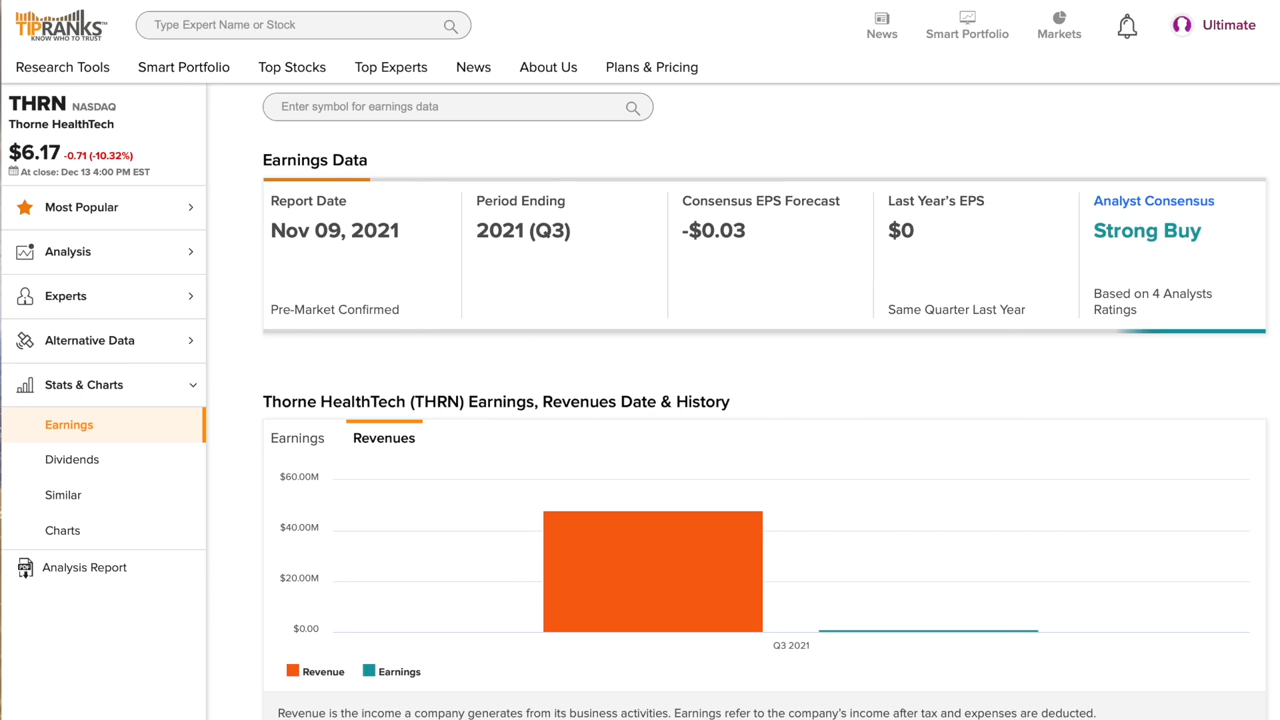 TIPRANKS™
KNOW WHO TO TRUST
Type Expert Name or Stock
News
Smart Portfolio
Markets
Ultimate
Research Tools
Smart Portfolio
Top Stocks
Top Experts
News
About Us
Plans & Pricing
THRN NASDAQ
Thorne HealthTech
$6.17 -0.71 (-10.32%)
At close: Dec 13 4:00 PM EST
Most Popular
Analysis
Experts
Alternative Data
Stats & Charts
Earnings
Dividends
Similar
Charts
Analysis Report
Enter symbol for earnings data
Earnings Data
Report Date
Nov 09, 2021
Pre-Market Confirmed
Period Ending
2021 (Q3)
Consensus EPS Forecast
-$0.03
Last Year's EPS
$0
Same Quarter Last Year
Analyst Consensus
Strong Buy
Based on 4 Analysts
Ratings
Thorne HealthTech (THRN) Earnings, Revenues Date & History
Earnings
Revenues
$60.00M
$40.00M
$20.00M
$0.00
Q3 2021
Revenue
Earnings
Revenue is the income a company generates from its business activities. Earnings refer to the company's income after tax and expenses are deducted.